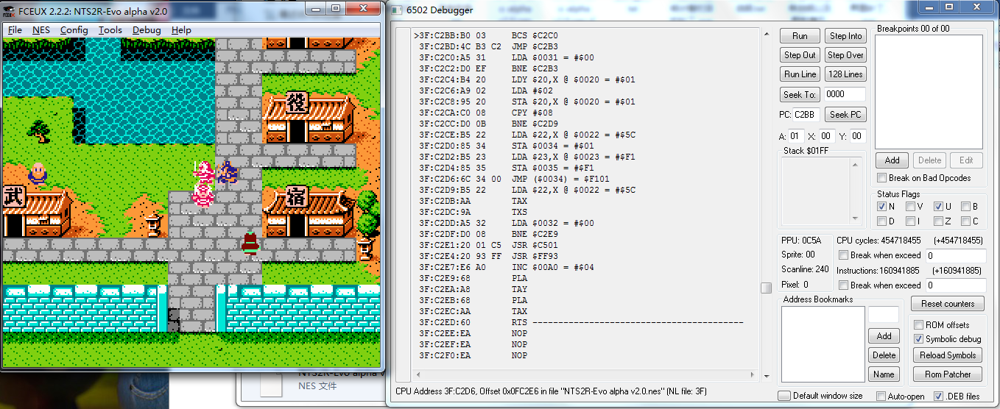 FCEUX 2.2.2: NTS2R-Evo alpha v2.0
File NES Config Tools Debug Help
役
武
宿
NTS2R-Evo alpha v
NES 文件
6502 Debugger
>3F:C2BB:B0 03 BCS $C2C0
3F:C2BD:4C B3 C2 JMP $C2B3
3F:C2C0:A5 31 LDA $0031 = #$00
3F:C2C2:D0 EF BNE $C2B3
3F:C2C4:B4 20 LDY $20,X @ $0020 = #$01
3F:C2C6:A9 02 LDA #$02
3F:C2C8:95 20 STA $20,X @ $0020 = #$01
3F:C2CA:C0 08 CPY #$08
3F:C2CC:D0 0B BNE $C2D9
3F:C2CE:B5 22 LDA $22,X @ $0022 = #$5C
3F:C2D0:85 34 STA $0034 = #$01
3F:C2D2:B5 23 LDA $23,X @ $0023 = #$F1
3F:C2D4:85 35 STA $0035 = #$F1
3F:C2D6:6C 34 00 JMP ($0034) = $F101
3F:C2D9:B5 22 LDA $22,X @ $0022 = #$5C
3F:C2DB:AA TAX
3F:C2DC:9A TXS
3F:C2DD:A5 32 LDA $0032 = #$00
3F:C2DF:D0 08 BNE $C2E9
3F:C2E1:20 01 C5 JSR $C501
3F:C2E4:20 93 FF JSR $FF93
3F:C2E7:E6 A0 INC $00A0 = #$04
3F:C2E9:68 PLA
3F:C2EA:A8 TAY
3F:C2EB:68 PLA
3F:C2EC:AA TAX
3F:C2ED:60 RTS -----------------------------------------
3F:C2EE:EA NOP
3F:C2EF:EA NOP
3F:C2F0:EA NOP
CPU Address 3F:C2D6, Offset 0x0FC2E6 in file "NTS2R-Evo alpha v2.0.nes" (NL file: 3F)
Run Step Into
Step Out Step Over
Run Line 128 Lines
Seek To: 0000
PC: C2BB Seek PC
A: 01 X: 00 Y: 00
Stack $01FF
Breakpoints 00 of 00
Add Delete Edit
Break on Bad Opcodes
Status Flags
N V U B
D I Z C
PPU: 0C5A
Sprite: 00
Scanline: 240
Pixel: 0
CPU cycles: 454718455 (+454718455)
Break when exceed 0
Instructions: 160941885 (+160941885)
Break when exceed 0
Address Bookmarks
Add
Delete
Name
Reset counters
ROM offsets
Symbolic debug
Reload Symbols
Rom Patcher
Default window size Auto-open .DEB files